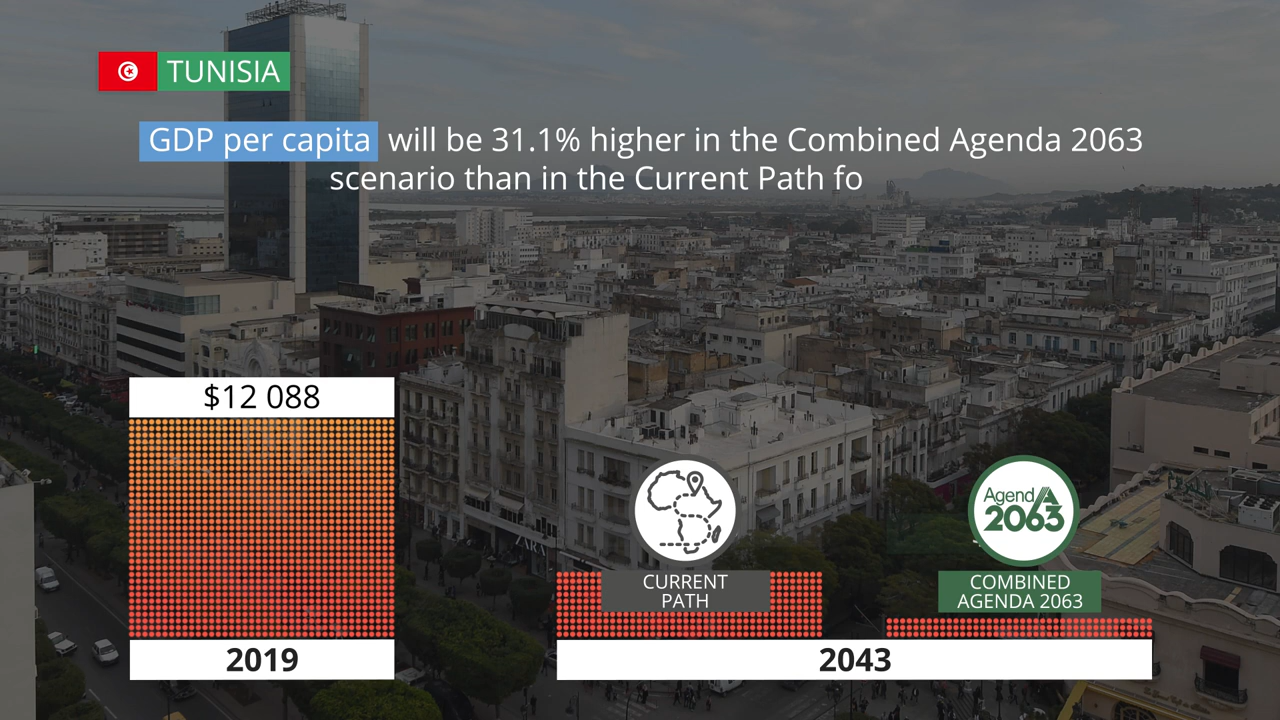 TUNISIA
GDP per capita will be 31.1% higher in the Combined Agenda 2063
scenario than in the Current Path fo
$12 088
2019
CURRENT
PATH
Agenda
2063
COMBINED
AGENDA 2063
2043
ZARA